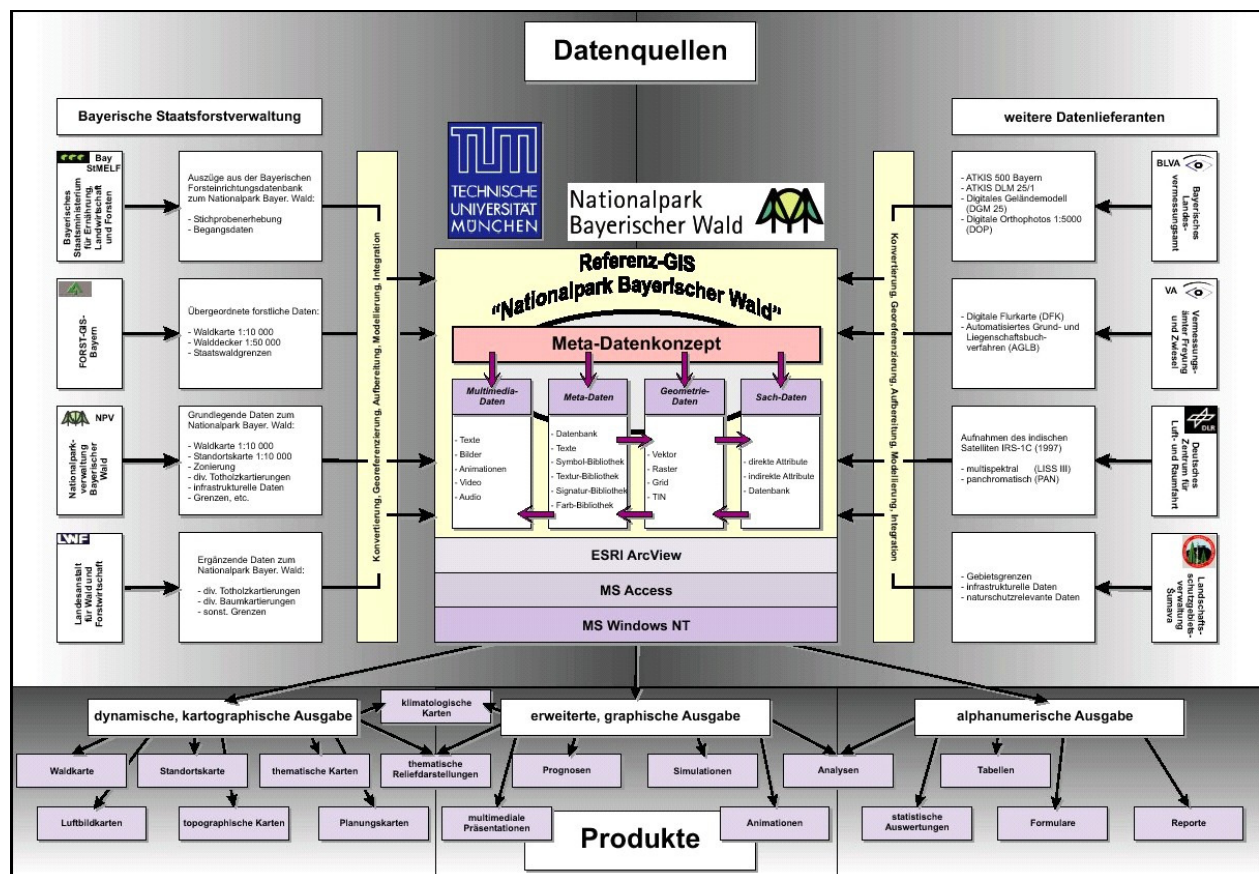 Datenquellen
Bayerische Staatsforstverwaltung
Bay
StMELF
Bayerisches
Staatsministerium
für Ernährung,
Landwirtschaft
und Forsten
Auszüge aus der Bayerischen
Forsteinrichtungsdatenbank
zum Nationalpark Bayer. Wald:
- Stichprobenerhebung
- Begangsdaten
FORST-GIS-
Bayern
Übergeordnete forstliche Daten:
- Waldkarte 1:10 000
- Walddecker 1:50 000
- Staatswaldgrenzen
NPV
Nationalpark-
verwaltung
Bayerischer
Wald
Grundlegende Daten zum
Nationalpark Bayer. Wald:
- Waldkarte 1:10 000
- Standortskarte 1:10 000
- Zonierung
- div. Totholzkartierungen
- infrastrukturelle Daten
- Grenzen, etc.
LWF
Landesanstalt
für Wald und
Forstwirtschaft
Ergänzende Daten zum
Nationalpark Bayer. Wald:
- div. Totholzkartierungen
- div. Baumkartierungen
- sonst. Grenzen
Konvertierung, Georeferenzierung, Aufbereitung, Modellierung, Integration
TUM
TECHNISCHE
UNIVERSITÄT
MÜNCHEN
Nationalpark
Bayerischer Wald
Referenz-GIS
"Nationalpark Bayerischer Wald"
Meta-Datenkonzept
Multimedia-
Daten
- Texte
- Bilder
- Animationen
- Video
- Audio
Meta-Daten
- Datenbank
- Texte
- Symbol-Bibliothek
- Textur-Bibliothek
- Signatur-Bibliothek
- Farb-Bibliothek
Geometrie-
Daten
- Vektor
- Raster
- Grid
- TIN
Sach-Daten
- direkte Attribute
- indirekte Attribute
- Datenbank
ESRI ArcView
MS Access
MS Windows NT
Konvertierung, Georeferenzierung, Aufbereitung, Modellierung, Integration
weitere Datenlieferanten
- ATKIS 500 Bayern
- ATKIS DLM 25/1
- Digitales Geländemodell
(DGM 25)
- Digitale Orthophotos 1:5000
(DOP)
BLVA
Bayerisches
Landes-
vermessungsamt
- Digitale Flurkarte (DFK)
- Automatisiertes Grund- und
Liegenschaftsbuch-
verfahren (AGLB)
VA
Vermessungs-
ämter Freyung
und Zwiesel
Aufnahmen des indischen
Satelliten IRS-1C (1997)
- multispektral (LISS III)
- panchromatisch (PAN)
DLR
Deutsches
Zentrum für
Luft- und Raumfahrt
- Gebietsgrenzen
- infrastrukturelle Daten
- naturschutzrelevante Daten
Landschafts-
schutzgebiets-
verwaltung
Šumava
dynamische, kartographische Ausgabe
klimatologische
Karten
erweiterte, graphische Ausgabe
alphanumerische Ausgabe
Waldkarte
Standortskarte
thematische Karten
thematische
Reliefdarstellungen
Prognosen
Simulationen
Analysen
Tabellen
Luftbildkarten
topographische Karten
Planungskarten
multimediale
Präsentationen
Animationen
statistische
Auswertungen
Formulare
Reporte
Produkte